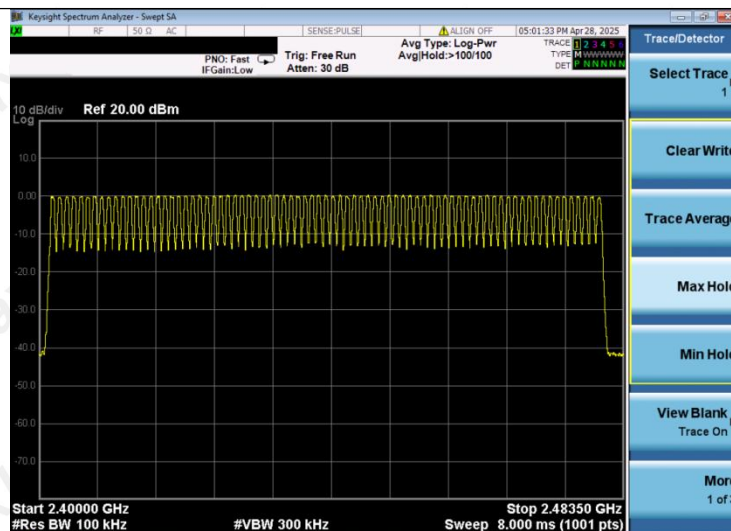 Keysight Spectrum Analyzer - Swept SA
RF 50 Ω AC SENSE:PULSE ALIGN OFF 05:01:33 PM Apr 28, 2025
PNO: Fast Trig: Free Run Avg Type: Log-Pwr TRACE 1 2 3 4 5 6
IFGain:Low Atten: 30 dB Avg|Hold:>100/100 TYPE M WWWWW
DET P N N N N N
10 dB/div Ref 20.00 dBm
Log
10.0
0.00
-10.0
-20.0
-30.0
-40.0
-50.0
-60.0
-70.0
Start 2.40000 GHz Stop 2.48350 GHz
#Res BW 100 kHz #VBW 300 kHz Sweep 8.000 ms (1001 pts)
Trace/Detector
Select Trace
1
Clear Write
Trace Average
Max Hold
Min Hold
View Blank
Trace On
More
1 of